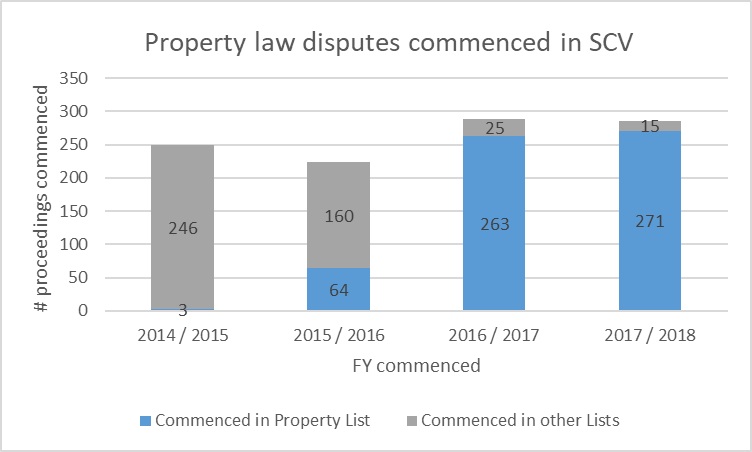 Property law disputes commenced in SCV
# proceedings commenced
350
300
250
200
150
100
50
0
246
3
160
64
25
263
15
271
2014 / 2015
2015 / 2016
2016 / 2017
2017 / 2018
FY commenced
Commenced in Property List
Commenced in other Lists